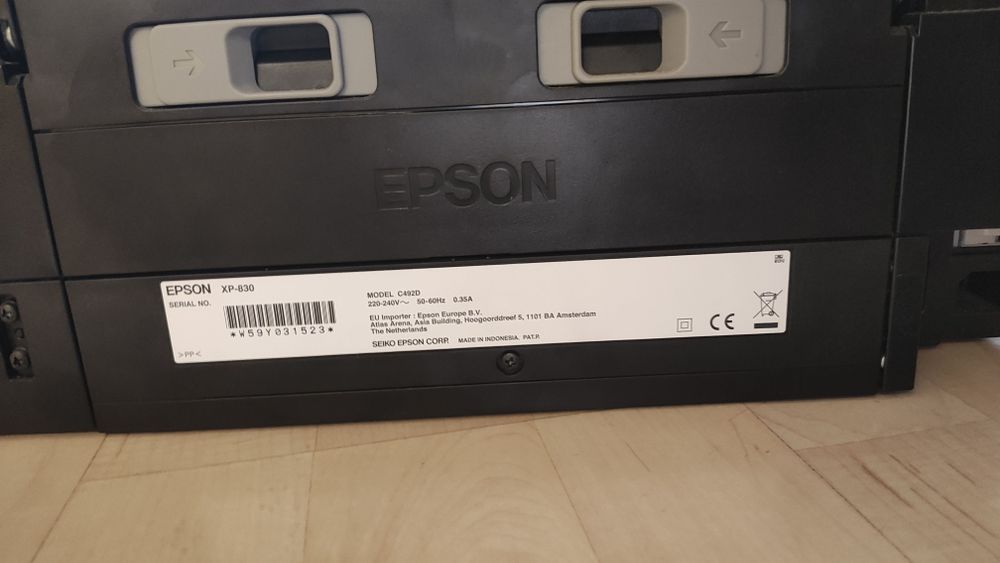 EPSON
EPSON XP-830
SERIAL NO.
*W59Y031523*
>PP<
MODEL C492D
220-240V~ 50-60Hz 0.35A
EU Importer : Epson Europe B.V.
Atlas Arena, Asia Building, Hoogoorddreef 5, 1101 BA Amsterdam
The Netherlands
SEIKO EPSON CORP. MADE IN INDONESIA, PAT.P.
CE